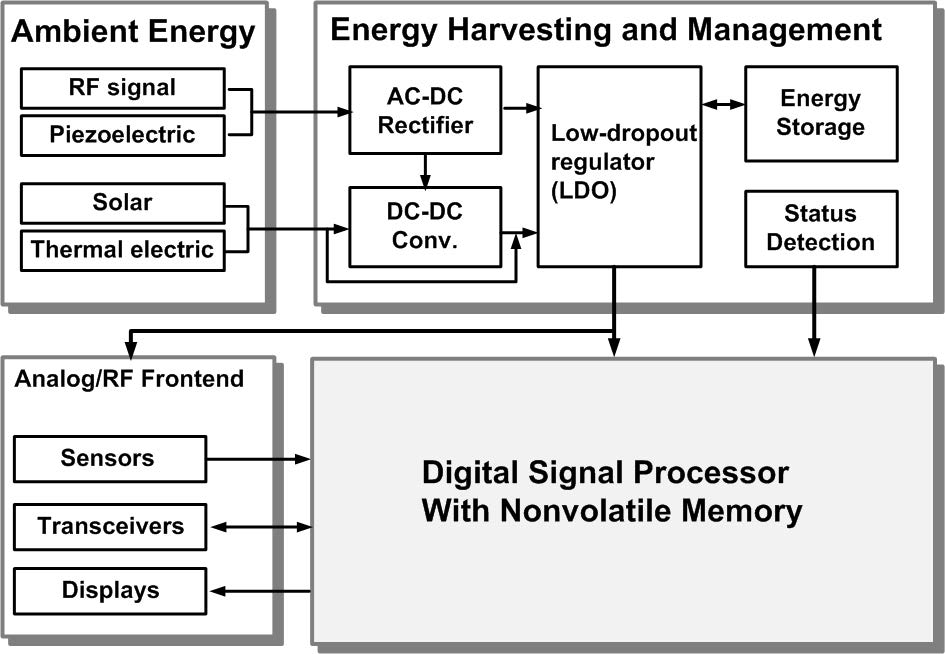 Ambient Energy
RF signal
Piezoelectric
Solar
Thermal electric
Energy Harvesting and Management
AC-DC
Rectifier
DC-DC
Conv.
Low-dropout
regulator
(LDO)
Energy
Storage
Status
Detection
Analog/RF Frontend
Sensors
Transceivers
Displays
Digital Signal Processor
With Nonvolatile Memory